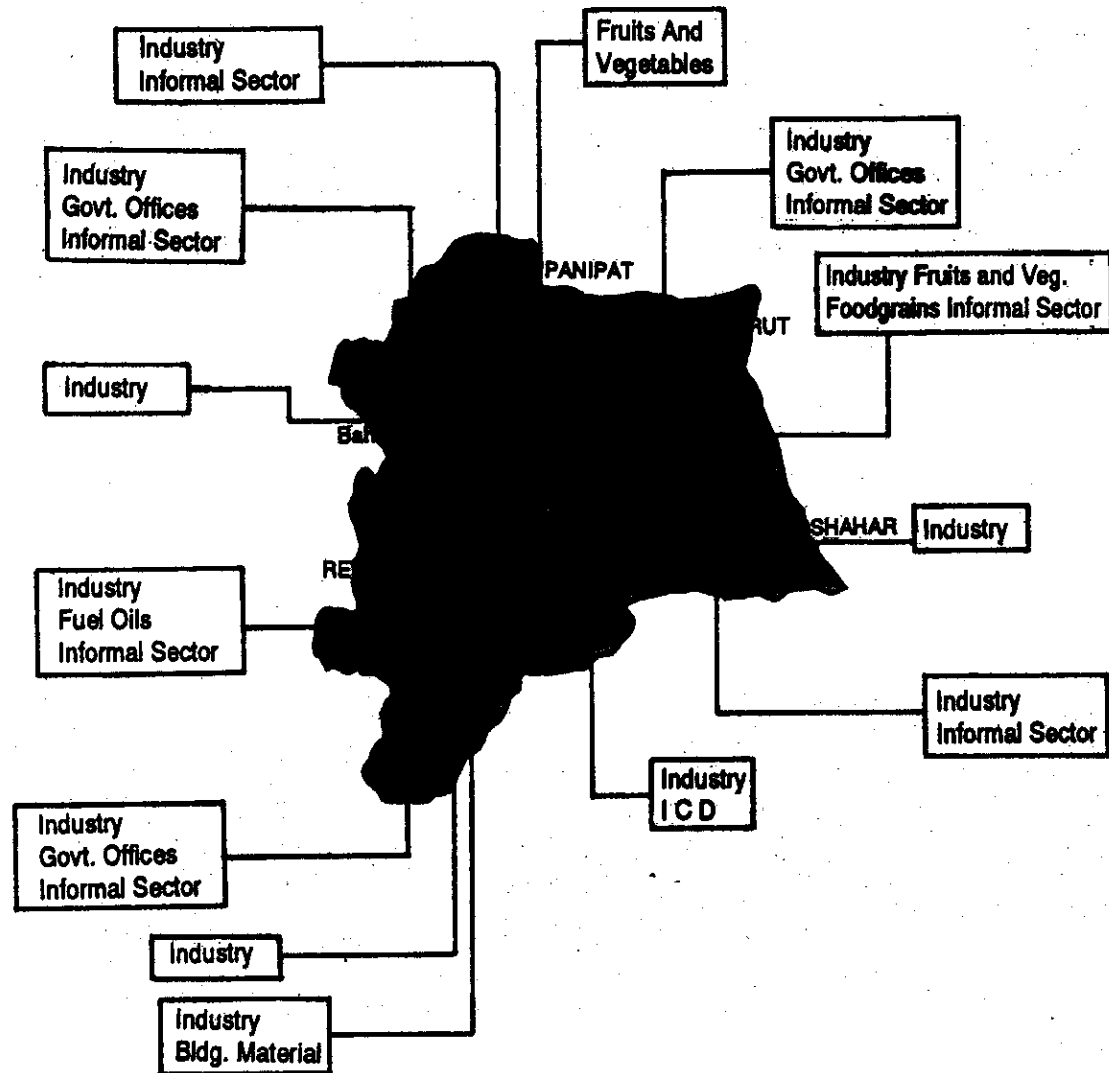 Industry
Informal Sector
Fruits And
Vegetables
Industry
Govt. Offices
Informal Sector
Industry
Govt. Offices
Informal Sector
PANIPAT
Industry Fruits and Veg.
Foodgrains Informal Sector
RUT
Industry
Bah
SHAHAR
Industry
RE
Industry
Fuel Oils
Informal Sector
Industry
Informal Sector
Industry
I C D
Industry
Govt. Offices
Informal Sector
Industry
Industry
Bldg. Material